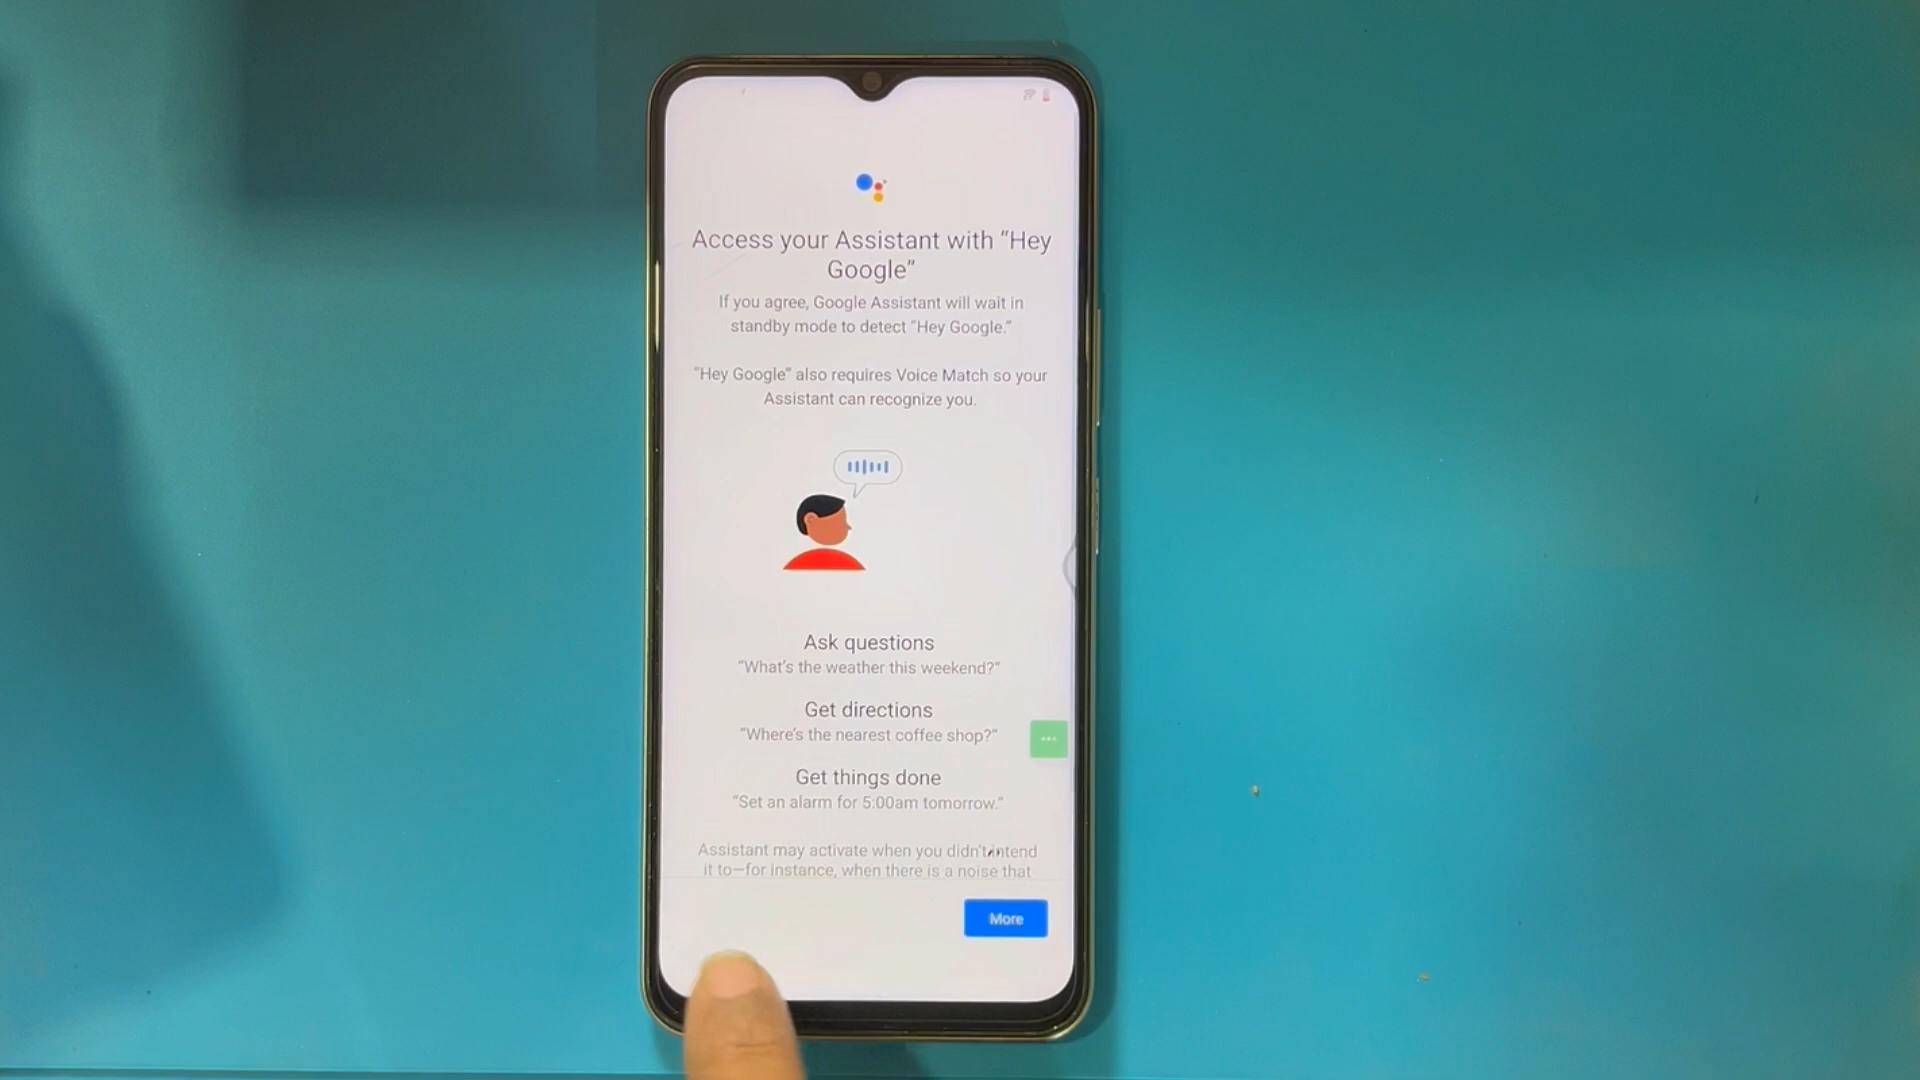 Access your Assistant with “Hey
Google”
If you agree, Google Assistant will wait in
standby mode to detect “Hey Google.”
“Hey Google” also requires Voice Match so your
Assistant can recognize you.
Ask questions
“What’s the weather this weekend?”
Get directions
“Where’s the nearest coffee shop?”
Get things done
“Set an alarm for 5:00am tomorrow.”
Assistant may activate when you didn’t intend
it to—for instance, when there is a noise that
More